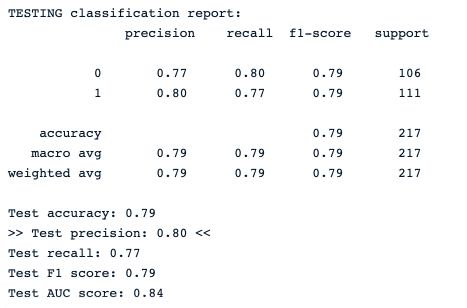 TESTING classification report:
precision recall f1-score support
0 0.77 0.80 0.79 106
1 0.80 0.77 0.79 111
accuracy 0.79 217
macro avg 0.79 0.79 0.79 217
weighted avg 0.79 0.79 0.79 217
Test accuracy: 0.79
>> Test precision: 0.80 <<
Test recall: 0.77
Test F1 score: 0.79
Test AUC score: 0.84